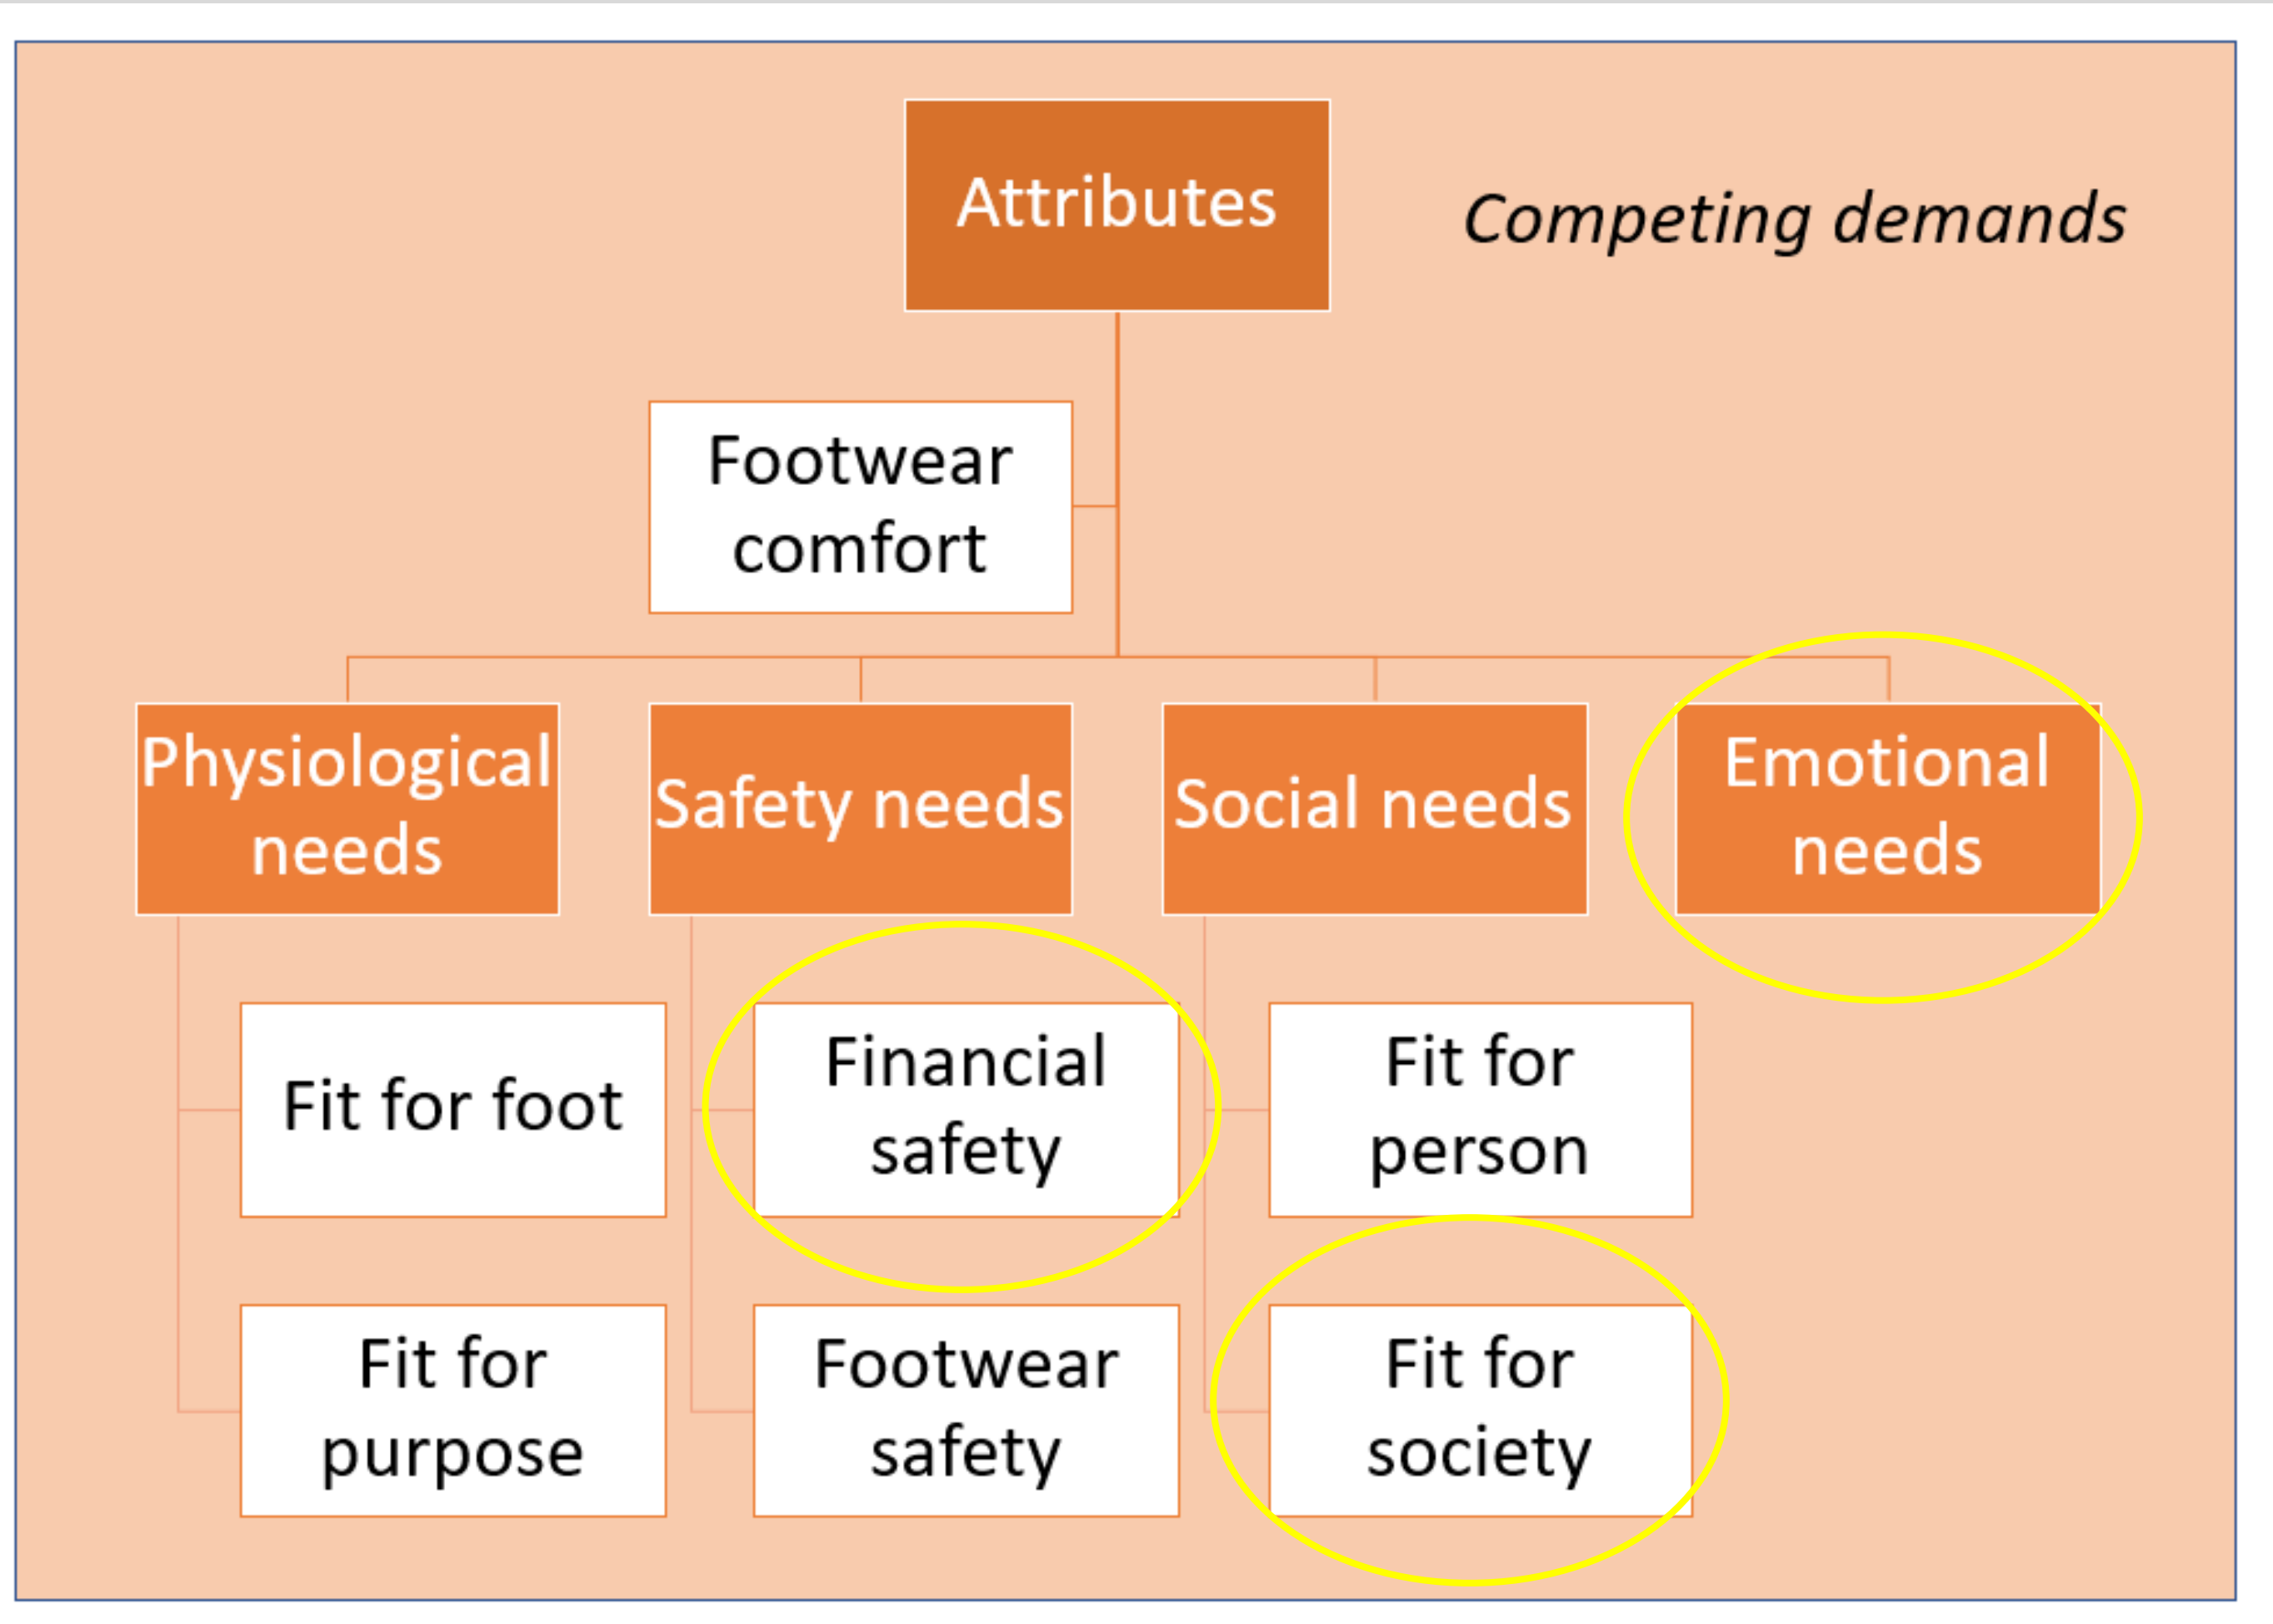 Attributes
Competing demands
Footwear
comfort
Physiological
needs
Safety needs
Social needs
Emotional
needs
Fit for foot
Financial
safety
Fit for
person
Fit for
purpose
Footwear
safety
Fit for
society